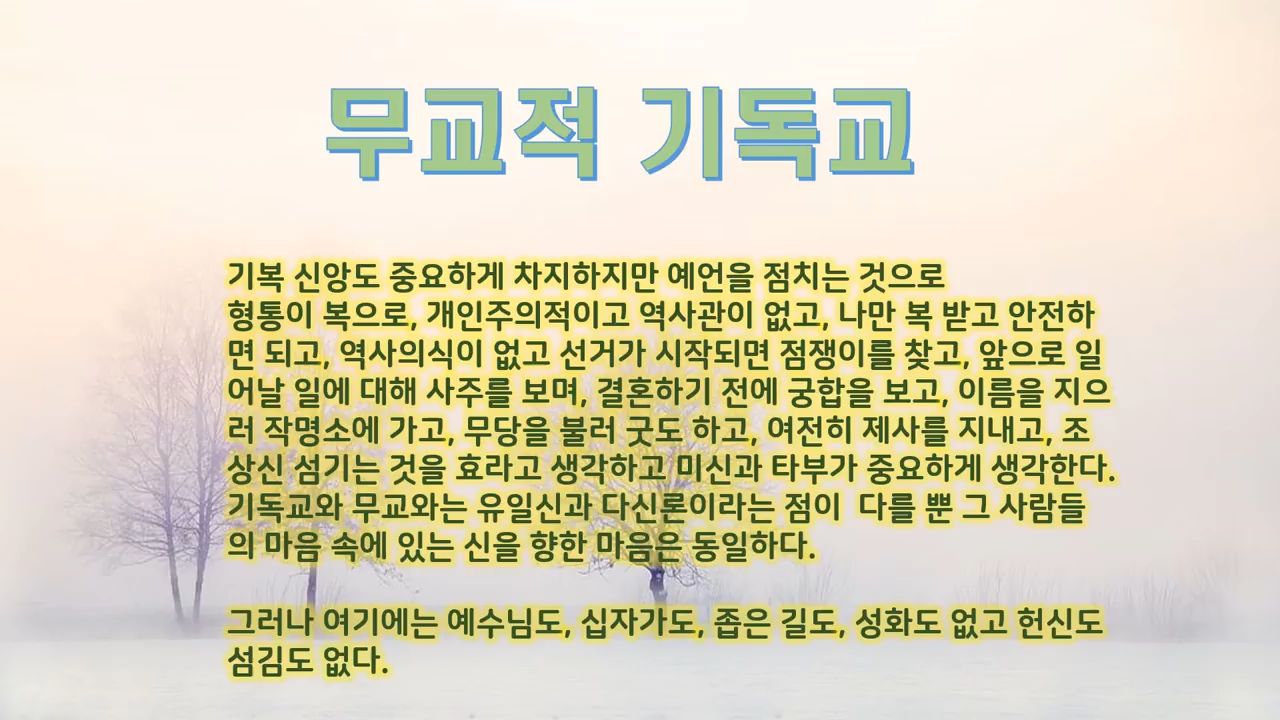 무교적 기독교
기복 신앙도 중요하게 차지하지만 예언을 점치는 것으로
형통이 복으로, 개인주의적이고 역사관이 없고, 나만 복 받고 안전하
면 되고, 역사의식이 없고 선거가 시작되면 점쟁이를 찾고, 앞으로 일
어날 일에 대해 사주를 보며, 결혼하기 전에 궁합을 보고, 이름을 지으
러 작명소에 가고, 무당을 불러 굿도 하고, 여전히 제사를 지내고, 조
상신 섬기는 것을 효라고 생각하고 미신과 타부가 중요하게 생각한다.
기독교와 무교와는 유일신과 다신론이라는 점이 다를 뿐 그 사람들
의 마음 속에 있는 신을 향한 마음은 동일하다.
그러나 여기에는 예수님도, 십자가도, 좁은 길도, 성화도 없고 헌신도
섬김도 없다.